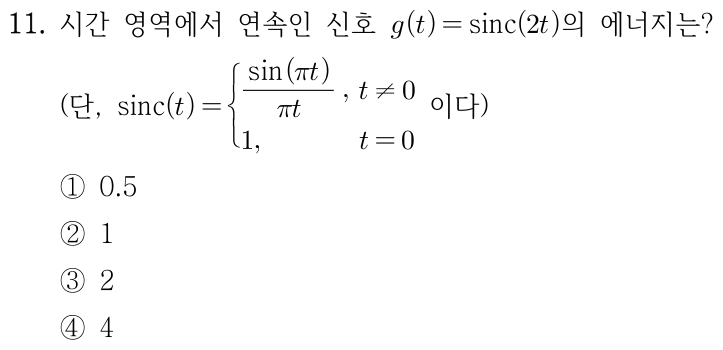 11. 시간 영역에서 연속인 신호 g(t) = sinc(2t)의 에너지는?
(단, sinc(t) = { sin(πt) / πt , t ≠ 0 이다)
1, t = 0
① 0.5
② 1
③ 2
④ 4